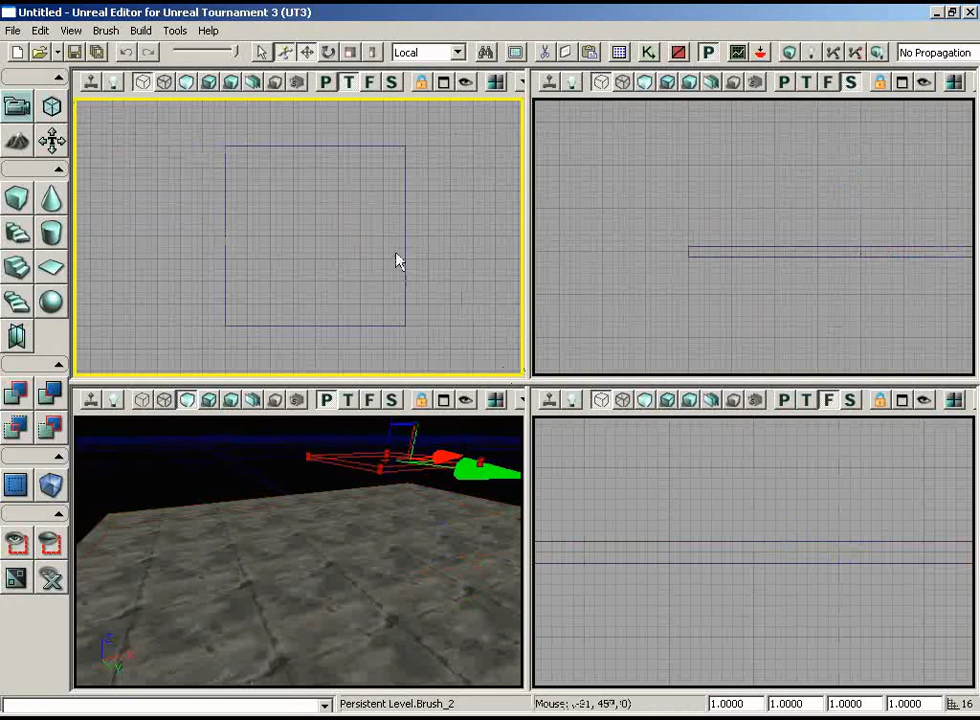 Untitled - Unreal Editor for Unreal Tournament 3 (UT3)
File Edit View Brush Build Tools Help
Local
P
No Propagation
P T F S
P T F S
P T F S
P T F S
Z
X
Y
Persistent Level.Brush_2
1.0000
1.0000
1.0000
1.0000
16